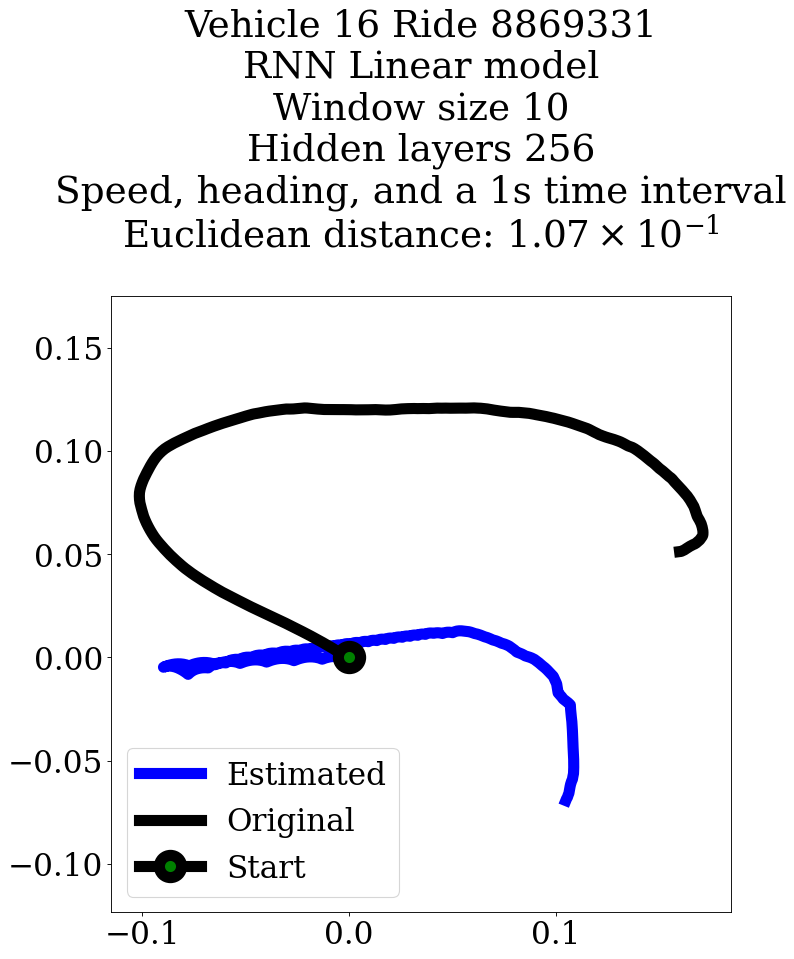 Vehicle 16 Ride 8869331
RNN Linear model
Window size 10
Hidden layers 256
Speed, heading, and a 1s time interval
Euclidean distance: 1.07 × 10⁻¹
0.15
0.10
0.05
0.00
−0.05
−0.10
Estimated
Original
Start
−0.1
0.0
0.1